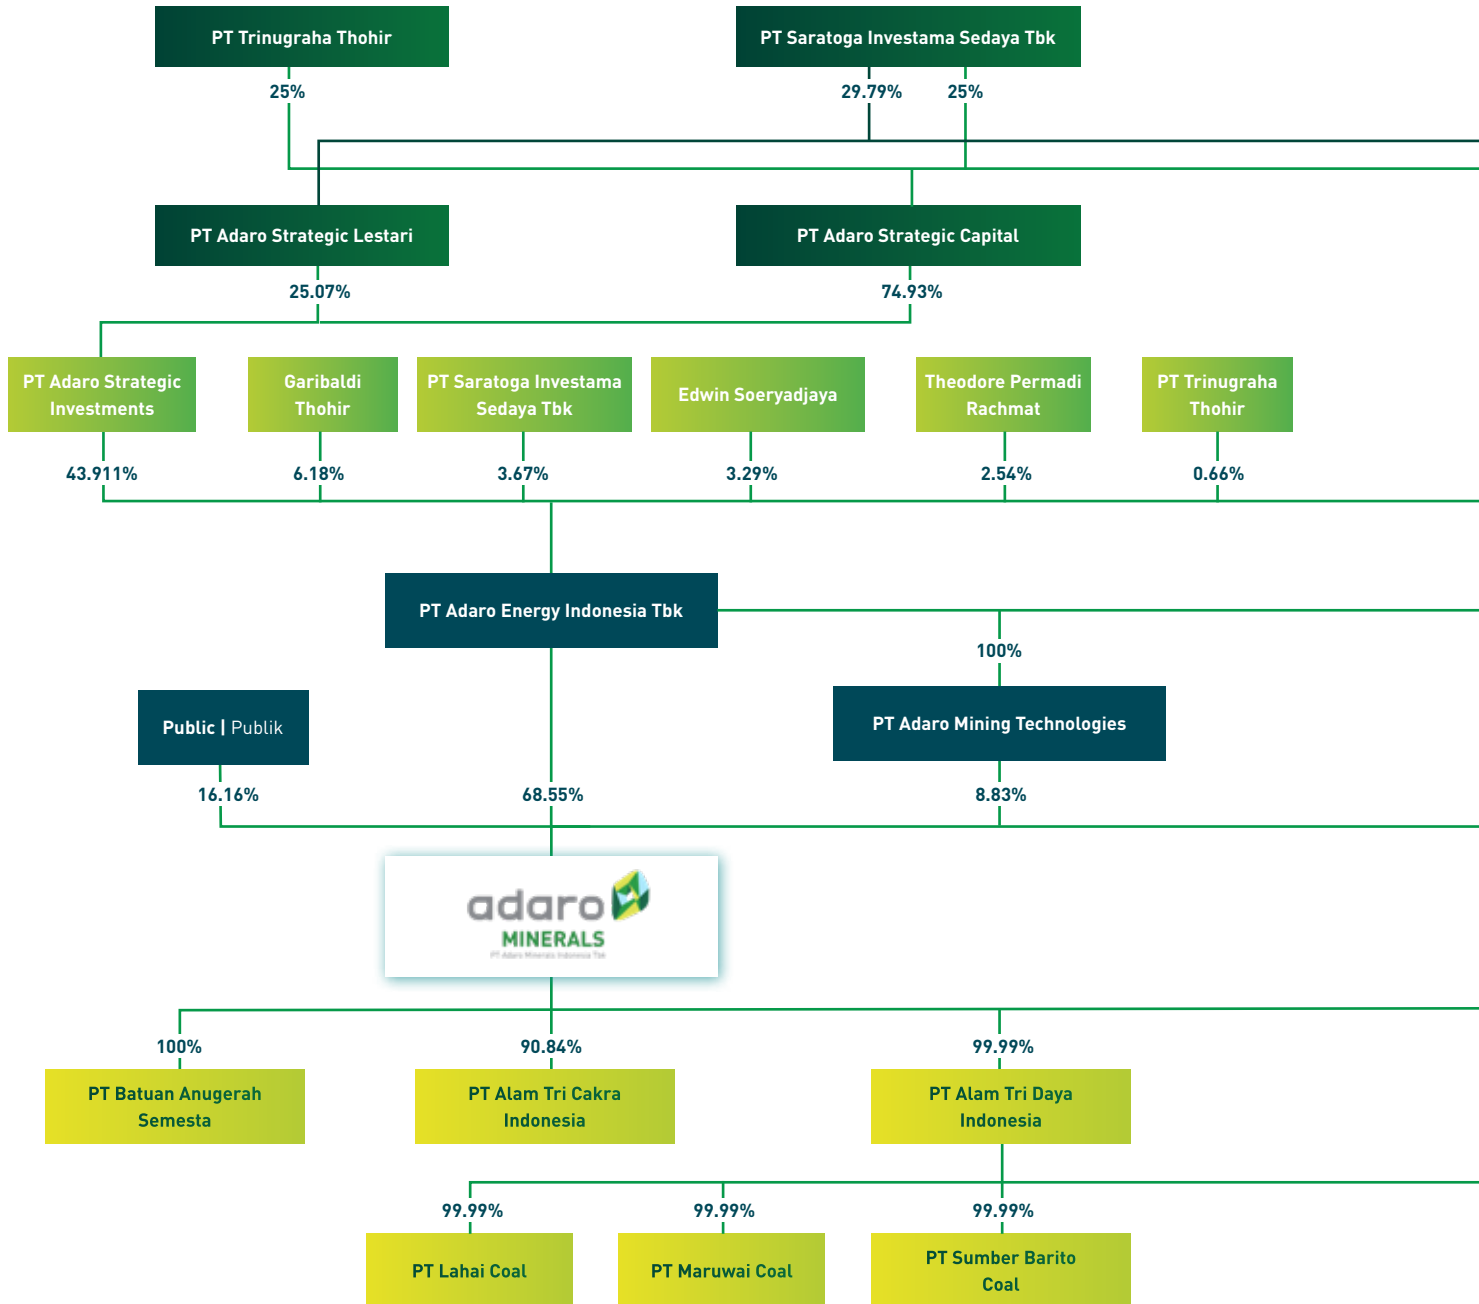 PT Trinugraha Thohir
PT Saratoga Investama Sedaya Tbk
25%
29.79%
25%
PT Adaro Strategic Lestari
PT Adaro Strategic Capital
25.07%
74.93%
PT Adaro Strategic
Investments
Garibaldi
Thohir
PT Saratoga Investama
Sedaya Tbk
Edwin Soeryadjaya
Theodore Permadi
Rachmat
PT Trinugraha
Thohir
43.911%
6.18%
3.67%
3.29%
2.54%
0.66%
PT Adaro Energy Indonesia Tbk
100%
Public | Publik
PT Adaro Mining Technologies
16.16%
68.55%
8.83%
adaro
MINERALS
PT Adaro Minerals Indonesia Tbk
100%
90.84%
99.99%
PT Batuan Anugerah
Semesta
PT Alam Tri Cakra
Indonesia
PT Alam Tri Daya
Indonesia
99.99%
99.99%
99.99%
PT Lahai Coal
PT Maruwai Coal
PT Sumber Barito
Coal